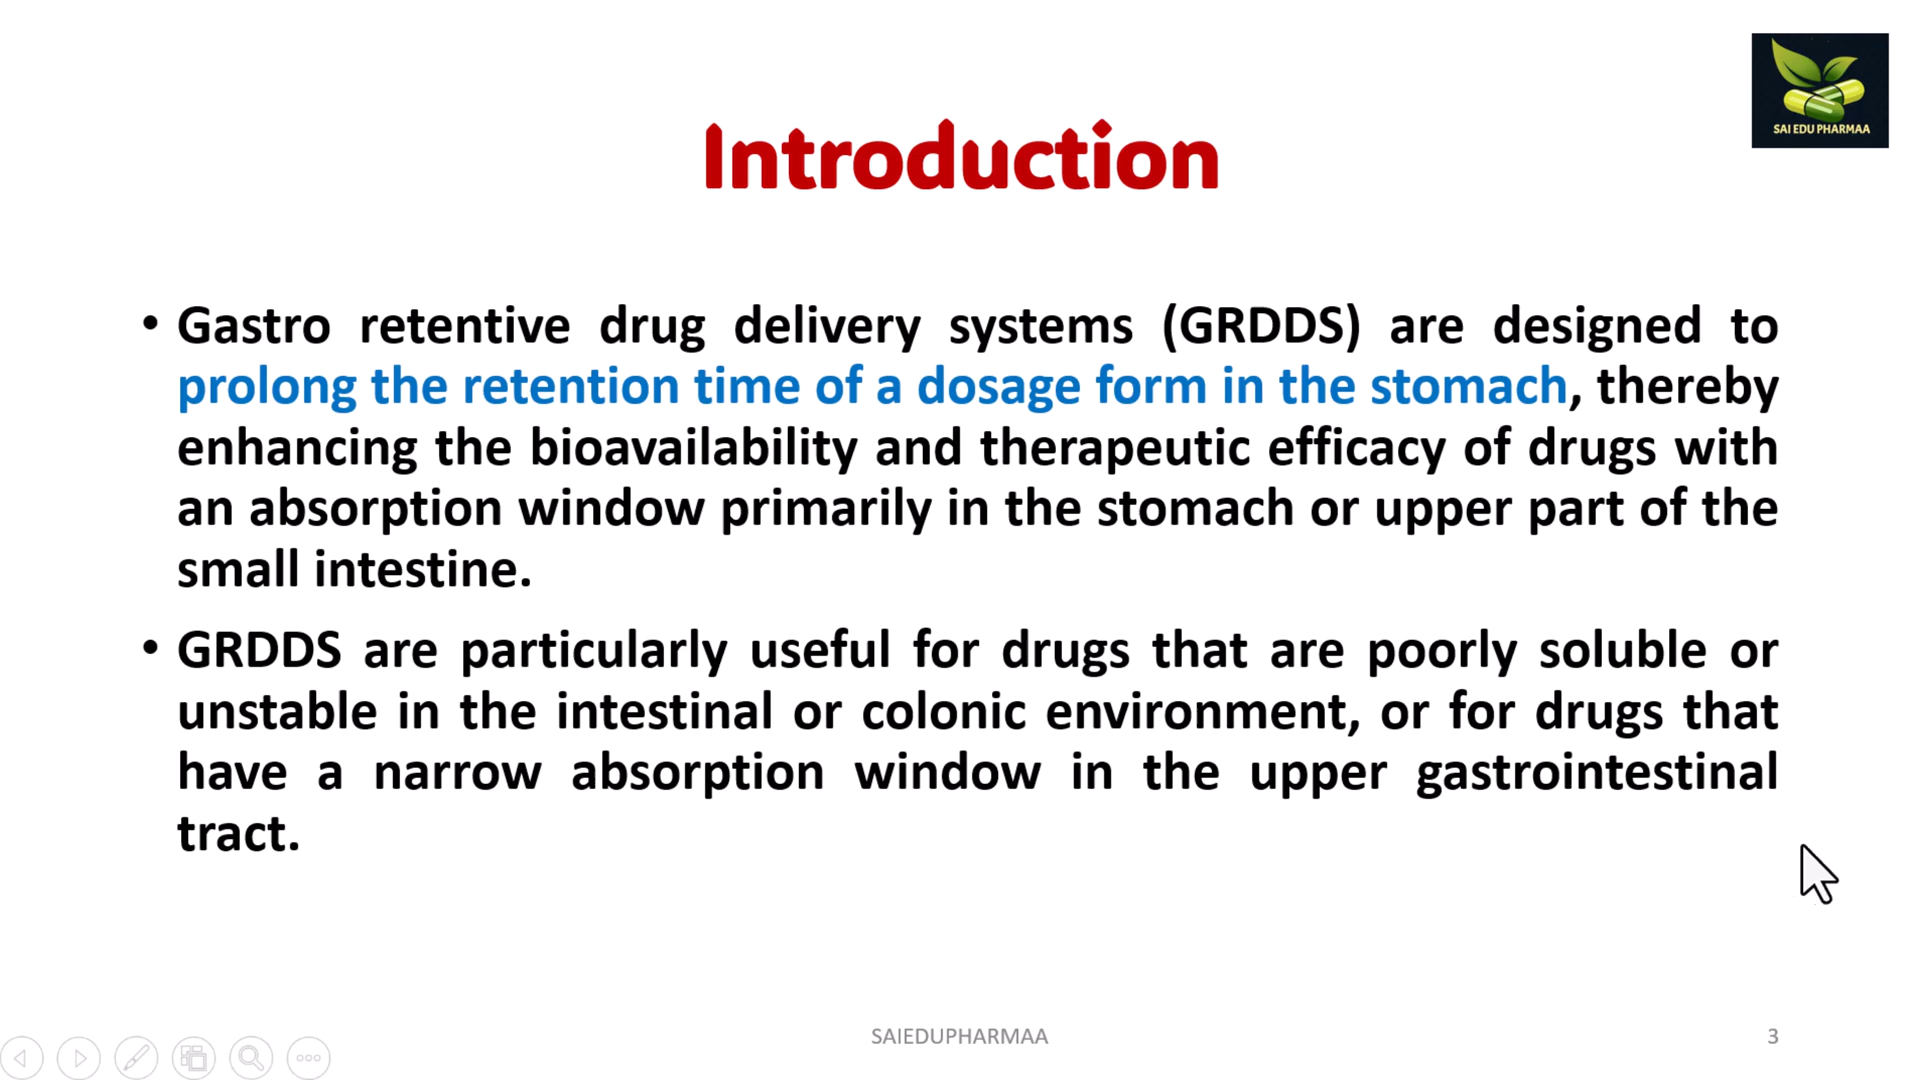 SAI EDU PHARMAA
Introduction
• Gastro retentive drug delivery systems (GRDDS) are designed to
prolong the retention time of a dosage form in the stomach, thereby
enhancing the bioavailability and therapeutic efficacy of drugs with
an absorption window primarily in the stomach or upper part of the
small intestine.
• GRDDS are particularly useful for drugs that are poorly soluble or
unstable in the intestinal or colonic environment, or for drugs that
have a narrow absorption window in the upper gastrointestinal
tract.
SAIEDUPHARMAA
3